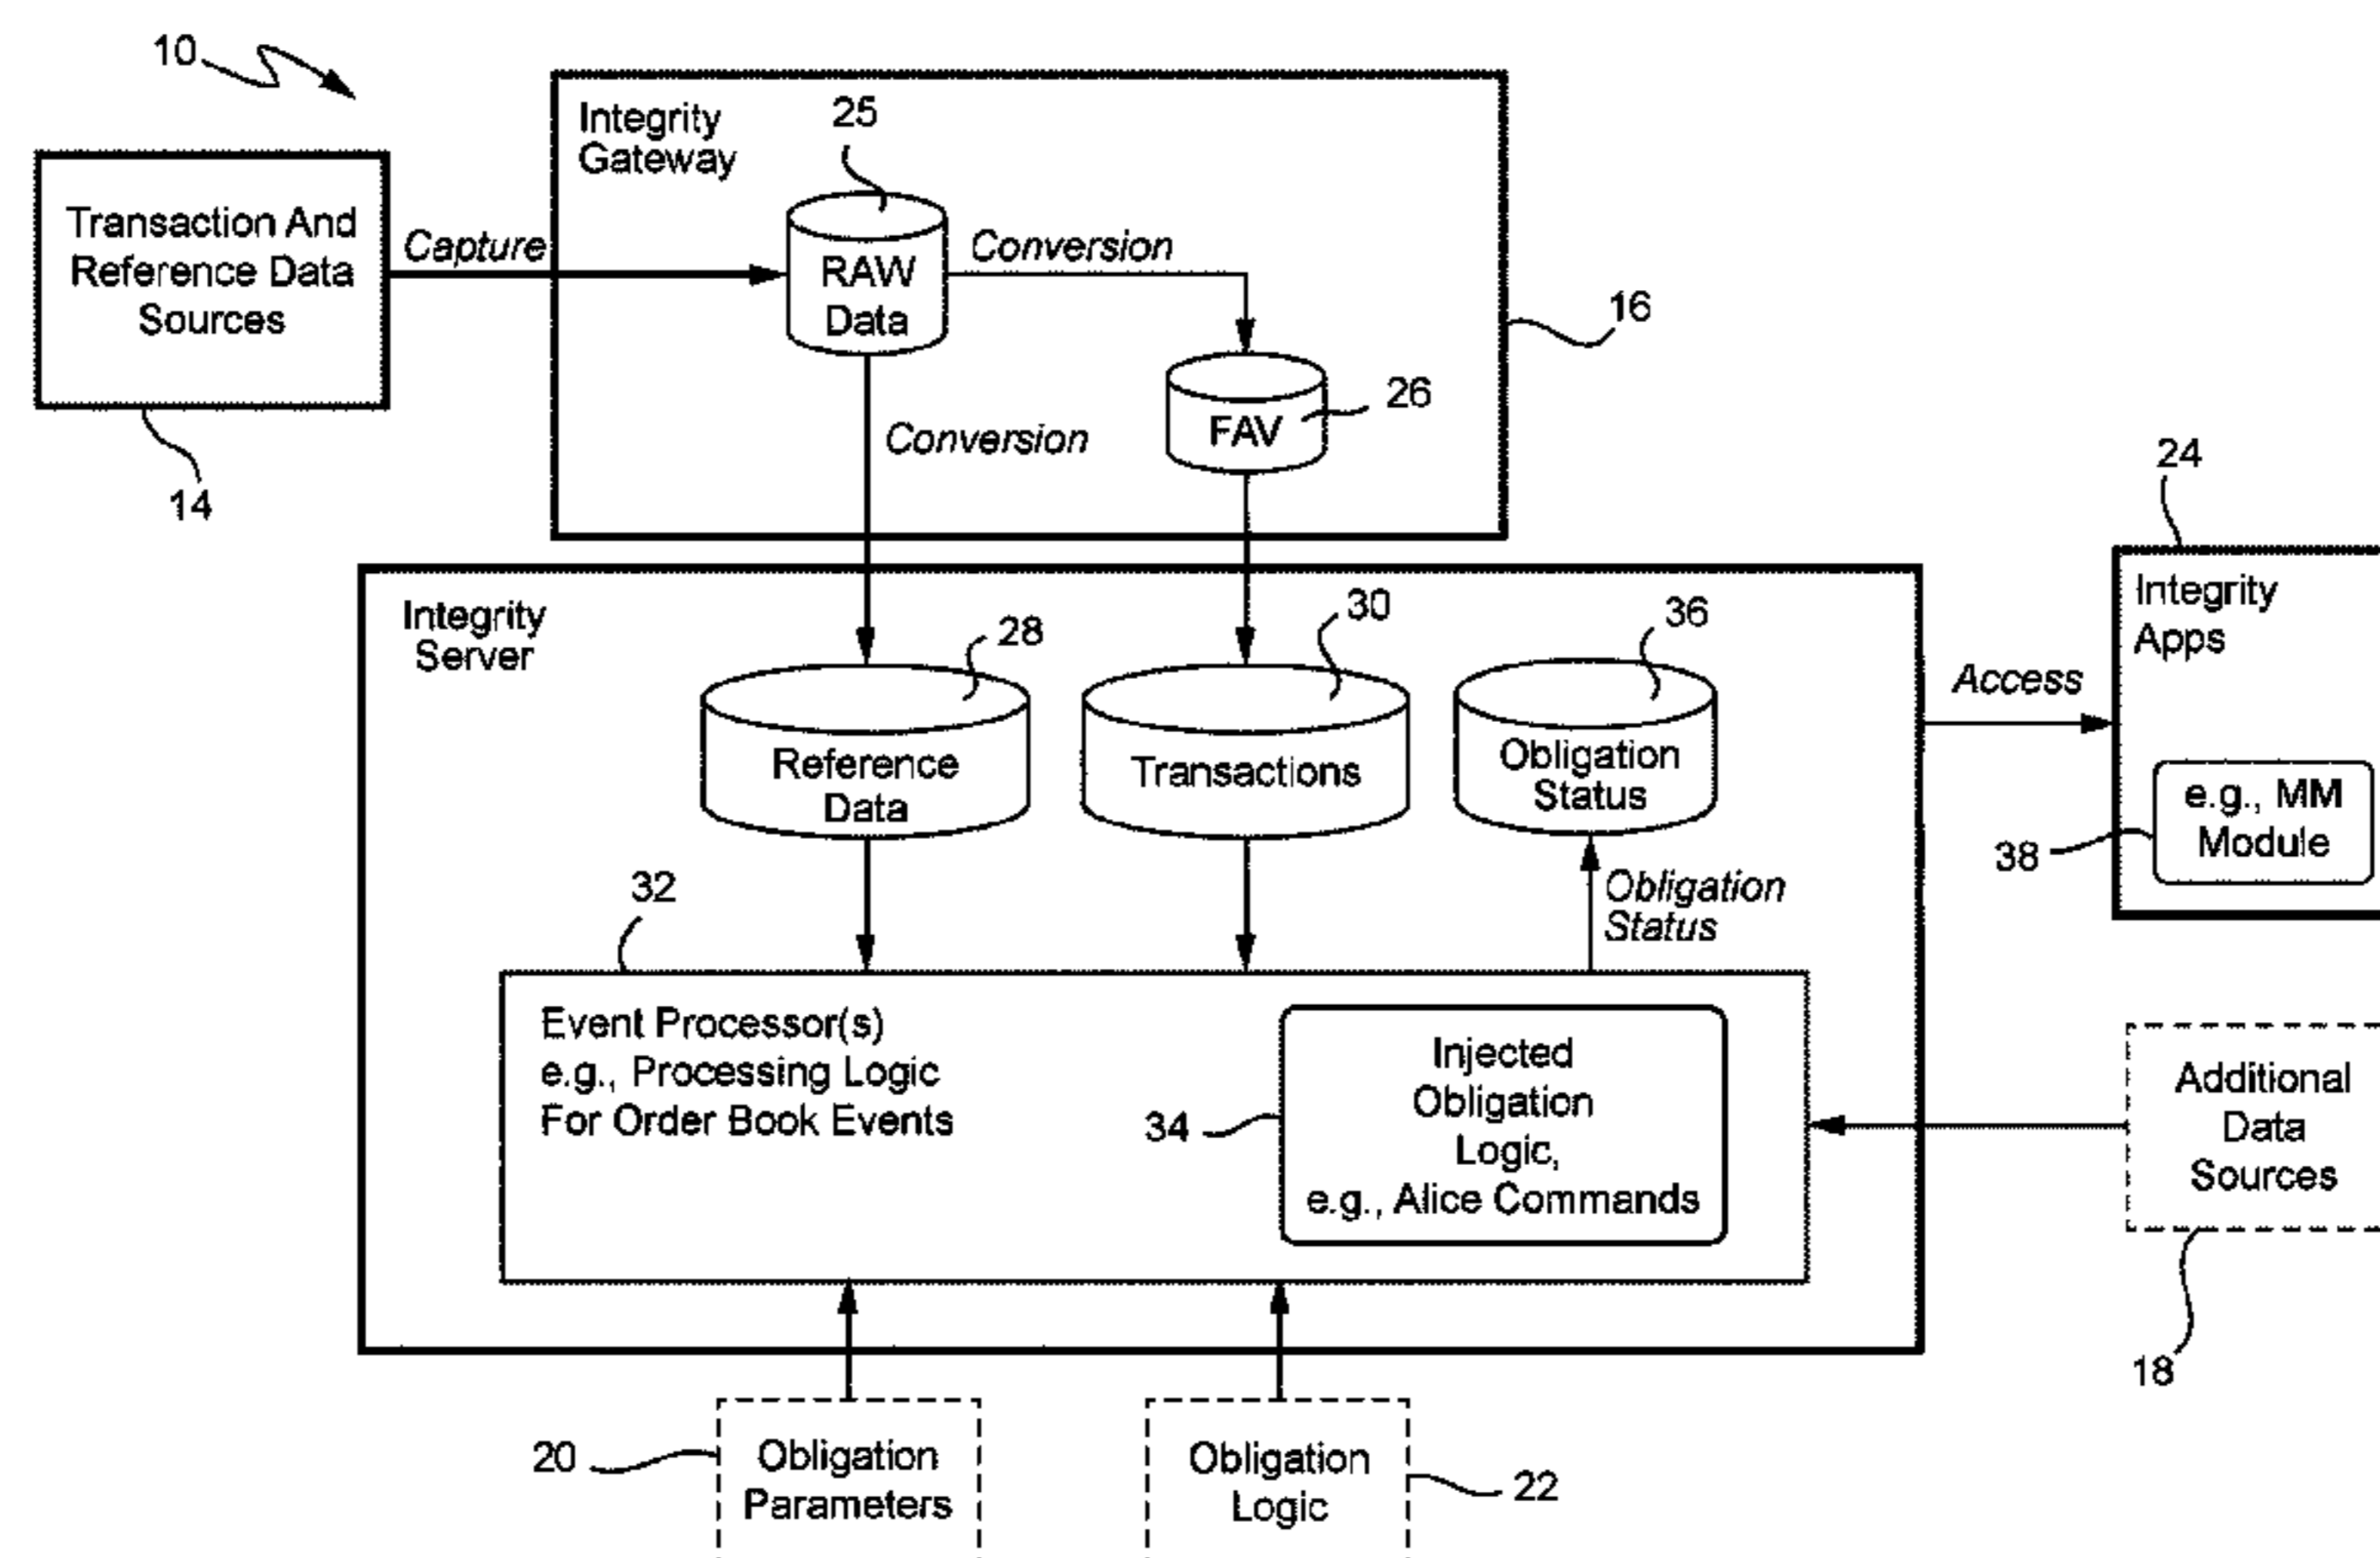 10
Integrity
Gateway
25
Transaction And
Reference Data
Sources
Capture
RAW
Data
Conversion
16
FAV
26
Conversion
14
24
Integrity
Apps
Integrity
Server
28
30
36
Access
Reference
Data
Transactions
Obligation
Status
e.g., MM
Module
38
32
Obligation
Status
Event Processor(s)
e.g., Processing Logic
For Order Book Events
34
Injected
Obligation
Logic,
e.g., Alice Commands
Additional
Data
Sources
18
20
Obligation
Parameters
Obligation
Logic
22